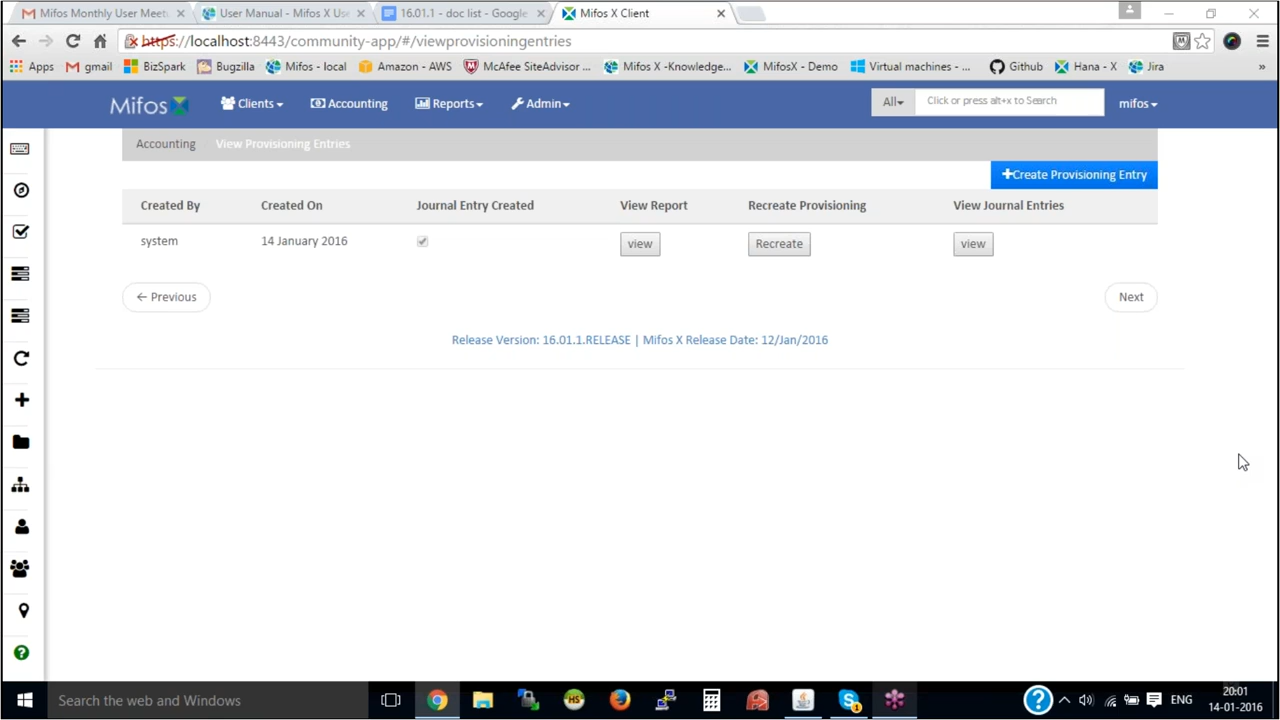 Mifos Monthly User Meetu
User Manual - Mifos X Use
16.01.1 - doc list - Google
Mifos X Client
https://localhost:8443/community-app/#/viewprovisioningentries
Apps
gmail
BizSpark
Bugzilla
Mifos - local
Amazon - AWS
McAfee SiteAdvisor ...
Mifos X -Knowledge...
MifosX - Demo
Virtual machines - ...
Github
Hana - X
Jira
»
Mifos
Clients
Accounting
Reports
Admin
All
Click or press alt+x to Search
mifos
Accounting
View Provisioning Entries
+Create Provisioning Entry
Created By
Created On
Journal Entry Created
View Report
Recreate Provisioning
View Journal Entries
system
14 January 2016
view
Recreate
view
← Previous
Next
Release Version: 16.01.1.RELEASE | Mifos X Release Date: 12/Jan/2016
Search the web and Windows
HS
1
ENG
20:01
14-01-2016